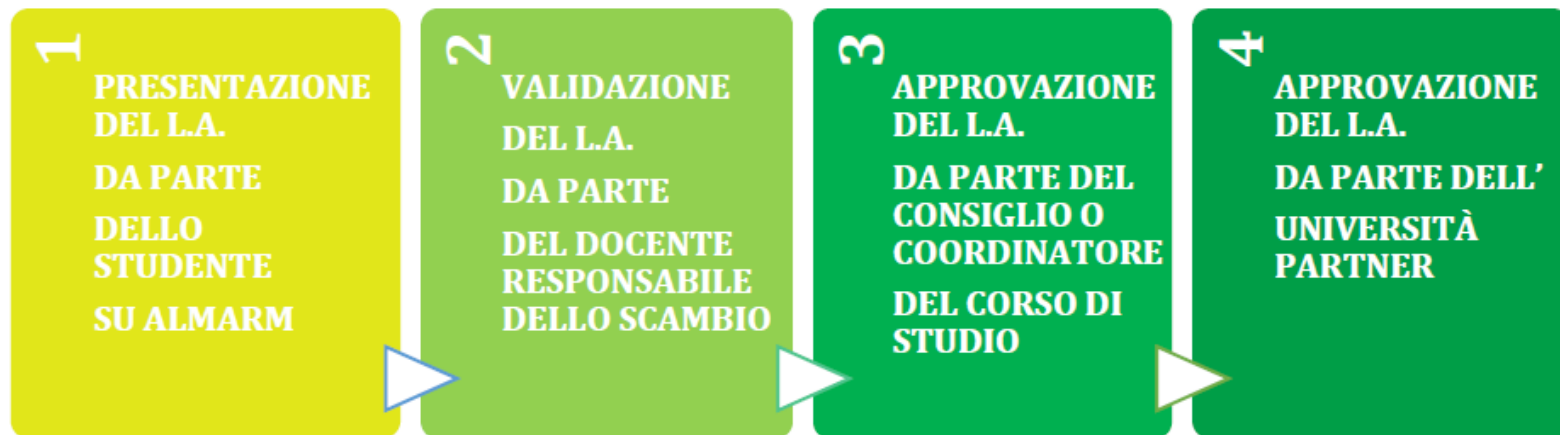 1
PRESENTAZIONE
DEL L.A.
DA PARTE
DELLO
STUDENTE
SU ALMARM
2
VALIDAZIONE
DEL L.A.
DA PARTE
DEL DOCENTE
RESPONSABILE
DELLO SCAMBIO
3
APPROVAZIONE
DEL L.A.
DA PARTE DEL
CONSIGLIO O
COORDINATORE
DEL CORSO DI
STUDIO
4
APPROVAZIONE
DEL L.A.
DA PARTE DELL’
UNIVERSITÀ
PARTNER